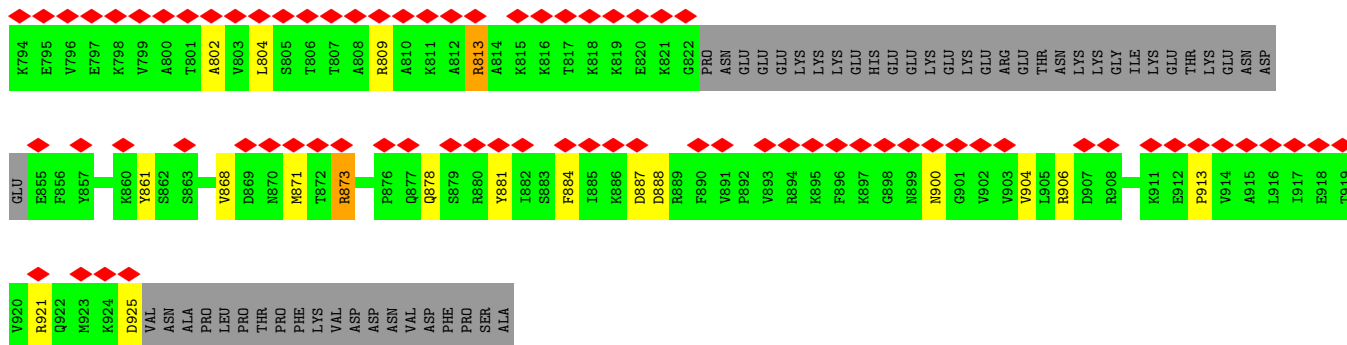 K794 E795 V796 E797 K798 V799 A800 T801 A802 V803 L804 S805 T806 T807 A808 R809 A810 K811 A812 R813 A814 K815 K816 T817 K818 K819 E820 K821 G822 PRO ASN GLU GLU GLU LYS LYS LYS GLU HIS GLU GLU LYS GLU LYS GLU ARG GLU THR ASN LYS LYS GLY ILE LYS GLU THR LYS GLU ASN ASP
GLU E855 F856 Y857 K860 Y861 S862 S863 V868 D869 N870 M871 T872 R873 P876 Q877 Q878 S879 R880 Y881 I882 S883 F884 I885 K886 D887 D888 R889 F890 V891 P892 V893 R894 K895 F896 K897 G898 N899 N900 G901 V902 V903 V904 L905 R906 D907 R908 K911 E912 P913 V914 A915 L916 I917 E918 T919
V920 R921 Q922 M923 K924 D925 VAL ASN ALA PRO LEU PRO THR PRO PHE LYS VAL ASP ASP ASN VAL ASP PHE PRO SER ALA